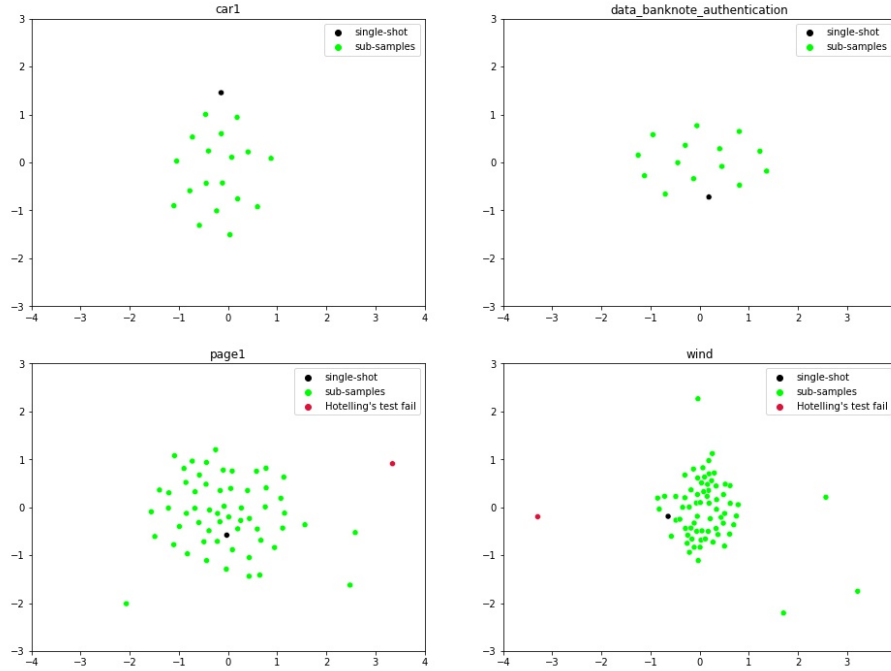 car1
single-shot
sub-samples
3
2
1
0
−1
−2
−3
−4 −3 −2 −1 0 1 2 3 4
data_banknote_authentication
single-shot
sub-samples
3
2
1
0
−1
−2
−3
−4 −3 −2 −1 0 1 2 3
page1
single-shot
sub-samples
Hotelling's test fail
3
2
1
0
−1
−2
−3
−4 −3 −2 −1 0 1 2 3 4
wind
single-shot
sub-samples
Hotelling's test fail
3
2
1
0
−1
−2
−3
−4 −3 −2 −1 0 1 2 3